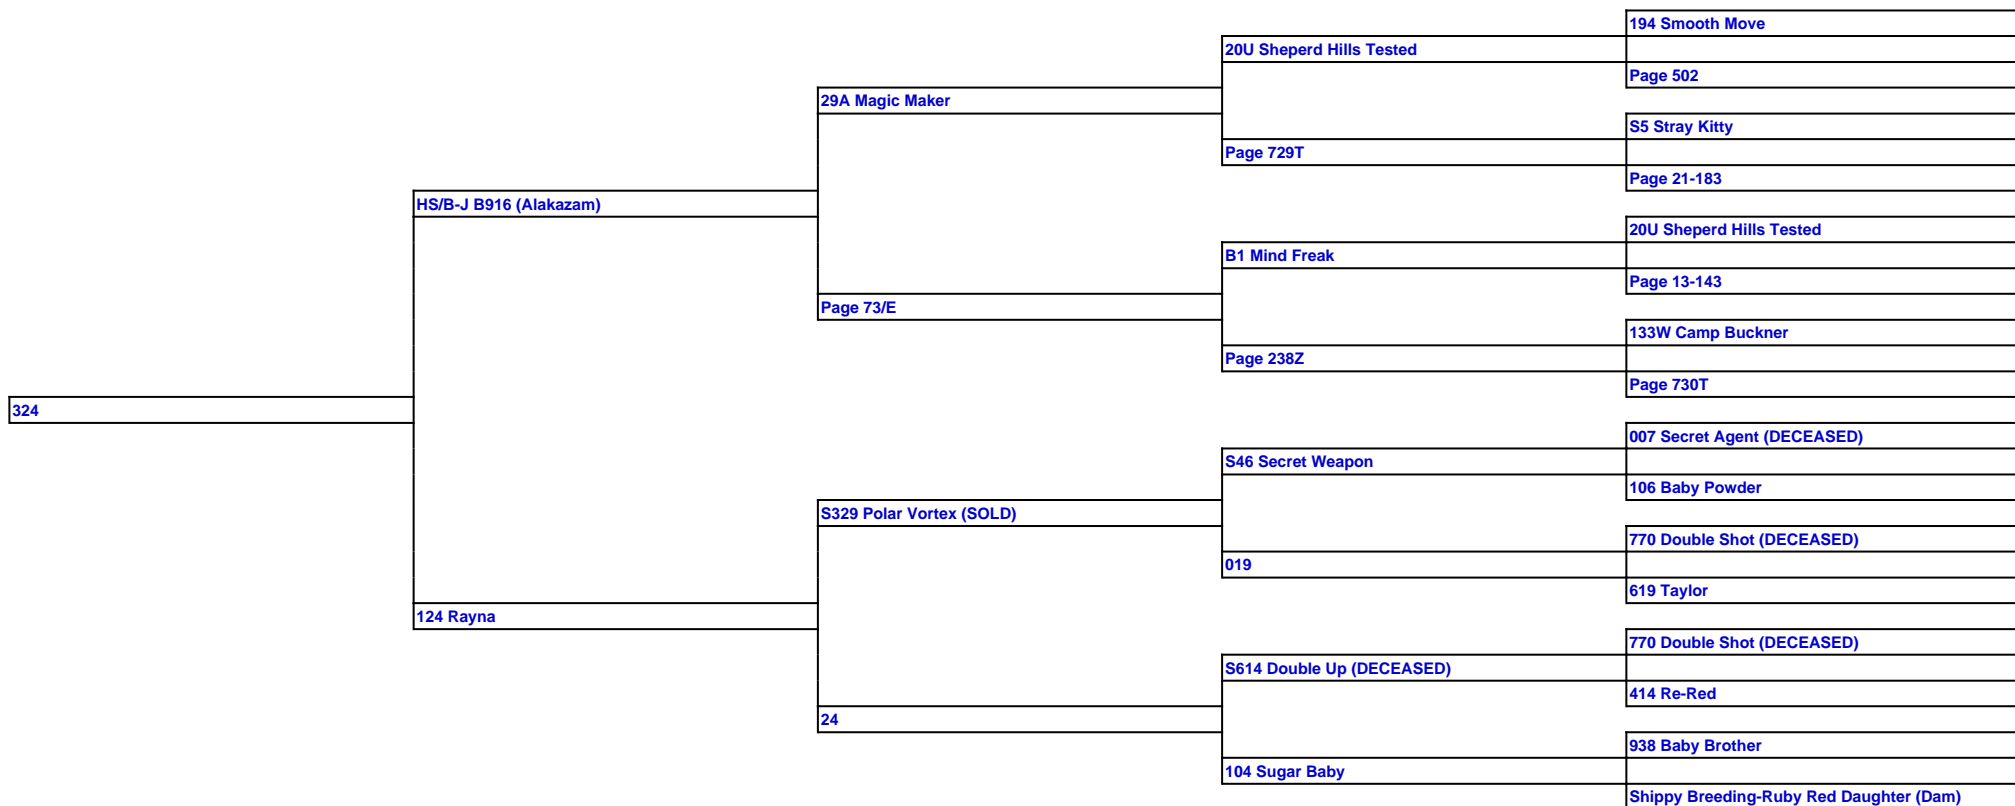 194 Smooth Move
20U Sheperd Hills Tested
Page 502
29A Magic Maker
S5 Stray Kitty
Page 729T
Page 21-183
HS/B-J B916 (Alakazam)
20U Sheperd Hills Tested
B1 Mind Freak
Page 13-143
Page 73/E
133W Camp Buckner
Page 238Z
Page 730T
324
007 Secret Agent (DECEASED)
S46 Secret Weapon
106 Baby Powder
S329 Polar Vortex (SOLD)
770 Double Shot (DECEASED)
019
619 Taylor
124 Rayna
770 Double Shot (DECEASED)
S614 Double Up (DECEASED)
414 Re-Red
24
938 Baby Brother
104 Sugar Baby
Shippy Breeding-Ruby Red Daughter (Dam)